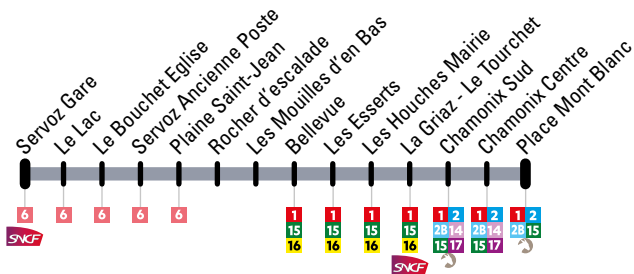 Servoz Gare
Le Lac
Le Bouchet Eglise
Servoz Ancienne Poste
Plaine Saint-Jean
Rocher d'escalade
Les Mouilles d'en Bas
Bellevue
Les Esserts
Les Houches Mairie
La Griaz - Le Tourchet
Chamonix Sud
Chamonix Centre
Place Mont Blanc
6 6 6 6 6 1 1 1 1 1 2 1 2 1 2
15 15 15 15 2B 14 2B 14 2B 15
16 16 16 16 15 17 15 17
SNCF
SNCF